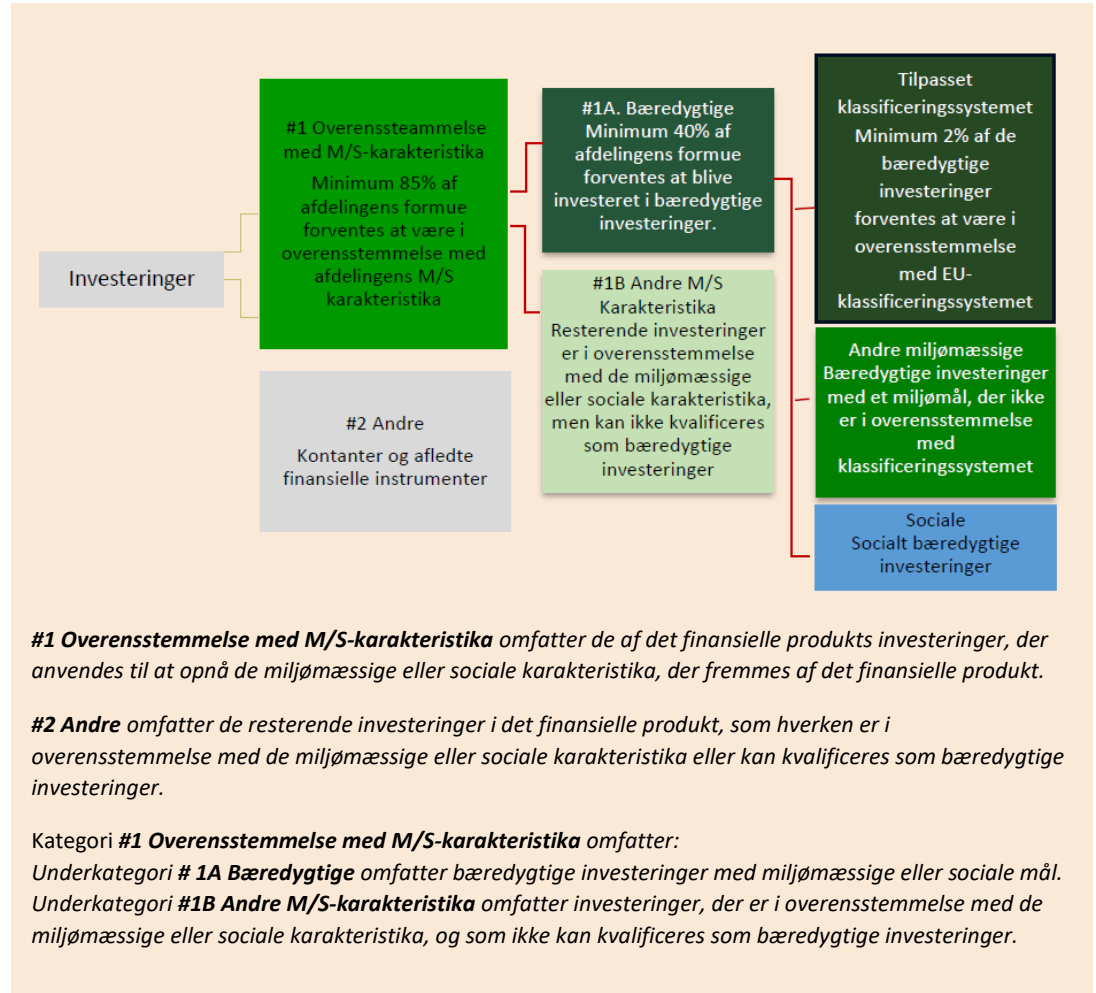 Investeringer
#1 Overenssteammelse
med M/S-karakteristika
Minimum 85% af
afdelingens formue
forventes at være i
overensstemmelse med
afdelingens M/S
karakteristika
#2 Andre
Kontanter og afledte
finansielle instrumenter
#1A. Bæredygtige
Minimum 40% af
afdelingens formue
forventes at blive
investeret i bæredygtige
investeringer.
#1B Andre M/S
Karakteristika
Resterende investeringer
er i overensstemmelse
med de miljømæssige
eller sociale karakteristika,
men kan ikke kvalificeres
som bæredygtige
investeringer
Tilpasset
klassificeringssystemet
Minimum 2% af de
bæredygtige
investeringer
forventes at være i
overensstemmelse
med EU-
klassificeringssystemet
Andre miljømæssige
Bæredygtige investeringer
med et miljømål, der ikke
er i overensstemmelse
med
klassificeringssystemet
Sociale
Socialt bæredygtige
investeringer
#1 Overensstemmelse med M/S-karakteristika omfatter de af det finansielle produkts investeringer, der
anvendes til at opnå de miljømæssige eller sociale karakteristika, der fremmes af det finansielle produkt.
#2 Andre omfatter de resterende investeringer i det finansielle produkt, som hverken er i
overensstemmelse med de miljømæssige eller sociale karakteristika eller kan kvalificeres som bæredygtige
investeringer.
Kategori #1 Overensstemmelse med M/S-karakteristika omfatter:
Underkategori # 1A Bæredygtige omfatter bæredygtige investeringer med miljømæssige eller sociale mål.
Underkategori #1B Andre M/S-karakteristika omfatter investeringer, der er i overensstemmelse med de
miljømæssige eller sociale karakteristika, og som ikke kan kvalificeres som bæredygtige investeringer.